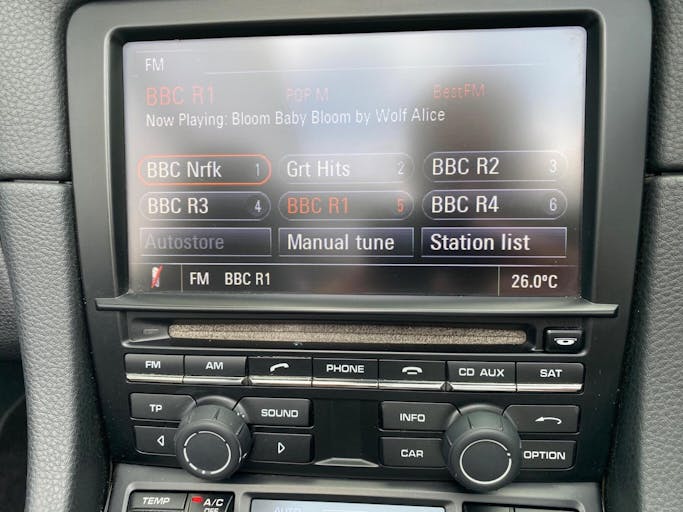 FM
BBC R1 POP M BestFM
Now Playing: Bloom Baby Bloom by Wolf Alice
BBC Nrfk 1 Grt Hits 2 BBC R2 3
BBC R3 4 BBC R1 5 BBC R4 6
Autostore Manual tune Station list
FM BBC R1 26.0°C
FM AM PHONE CD AUX SAT
TP SOUND INFO
CAR OPTION
TEMP A/C OFF AUTO